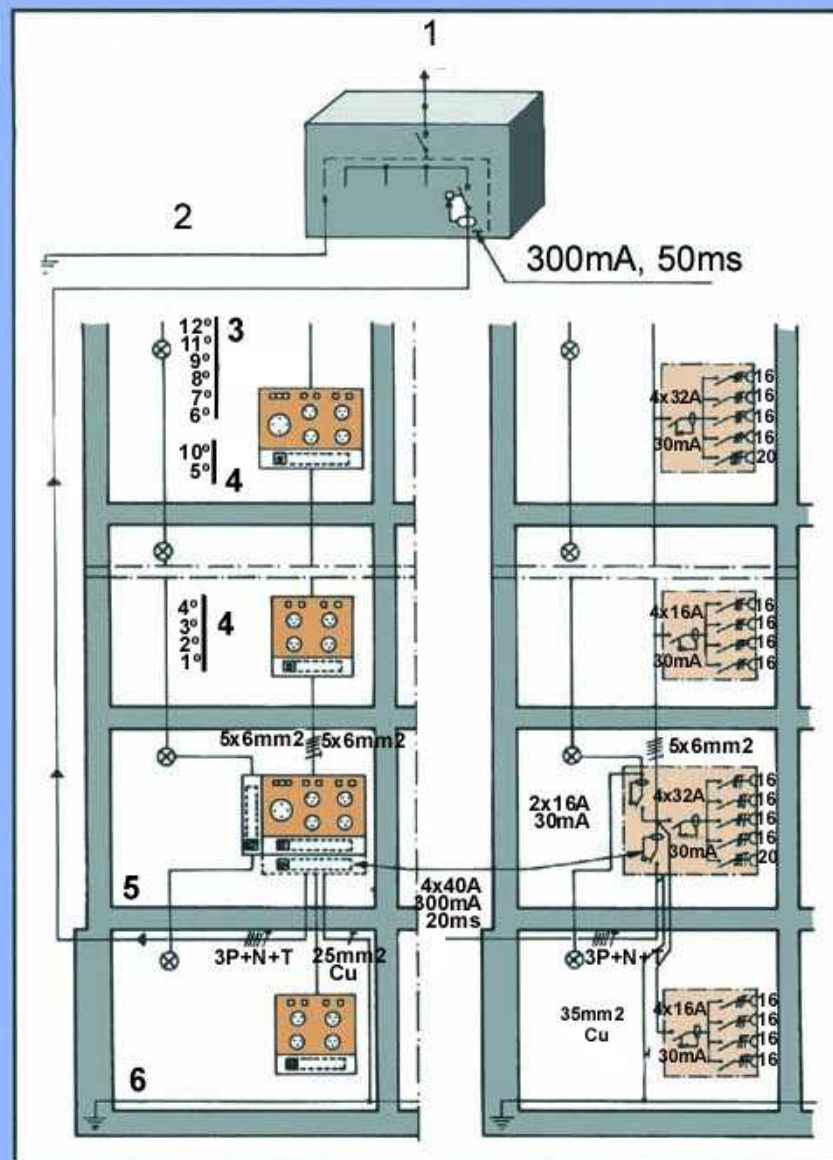 1
2
300mA, 50ms
12º 3
11º
9º
8º
7º
6º
10º
5º 4
4º
3º 4
2º
1º
5x6mm2 5x6mm2
5
3P+N+T
25mm2
Cu
6
4x32A
30mA
16
16
16
16
20
4x16A
30mA
16
16
16
16
5x6mm2
2x16A
30mA
4x32A
30mA
16
16
16
16
20
4x40A
300mA
20ms
3P+N+T
35mm2
Cu
4x16A
30mA
16
16
16
16